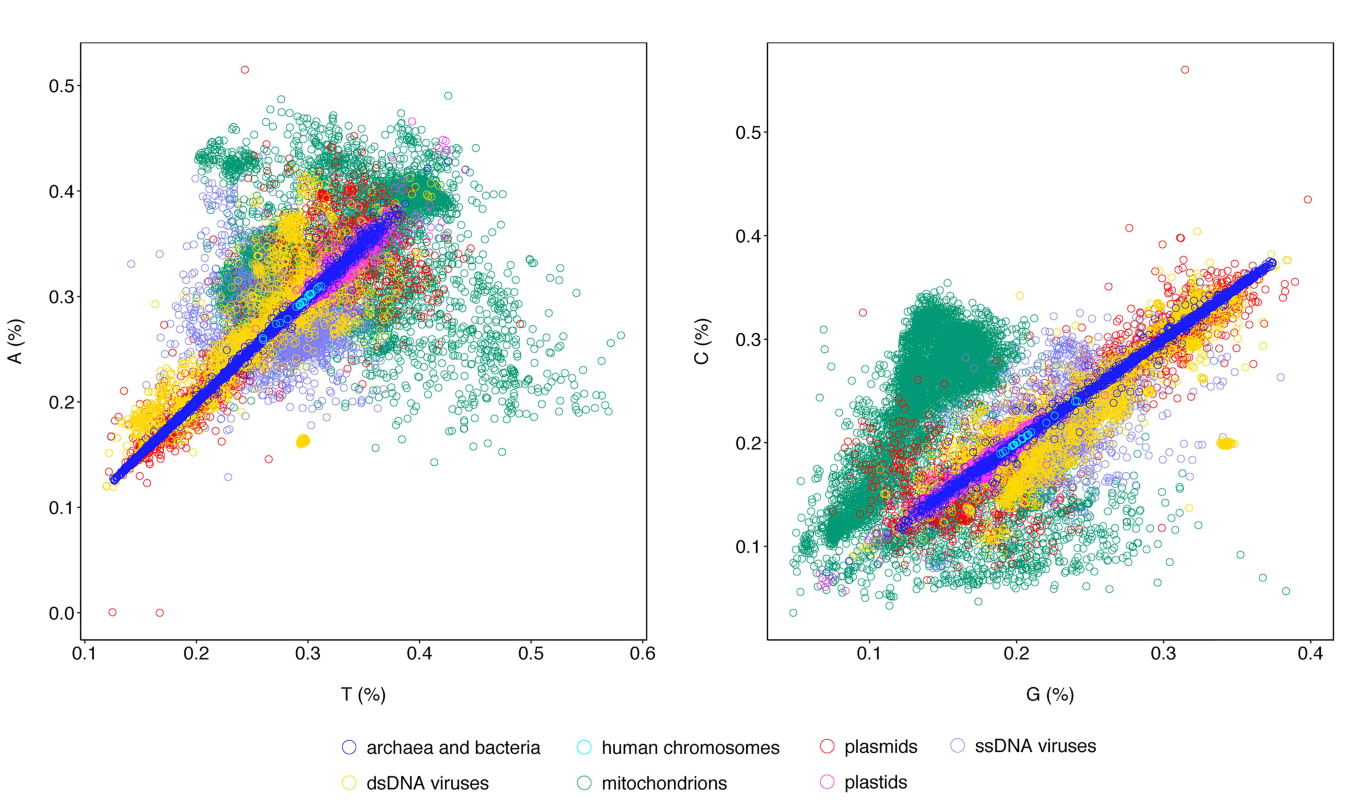 0.5
0.4
0.3
0.2
0.1
0.0
A (%)
0.1 0.2 0.3 0.4 0.5 0.6
T (%)
0.5
0.4
0.3
0.2
0.1
C (%)
0.1 0.2 0.3 0.4
G (%)
archaea and bacteria human chromosomes plasmids ssDNA viruses
dsDNA viruses mitochondrions plastids